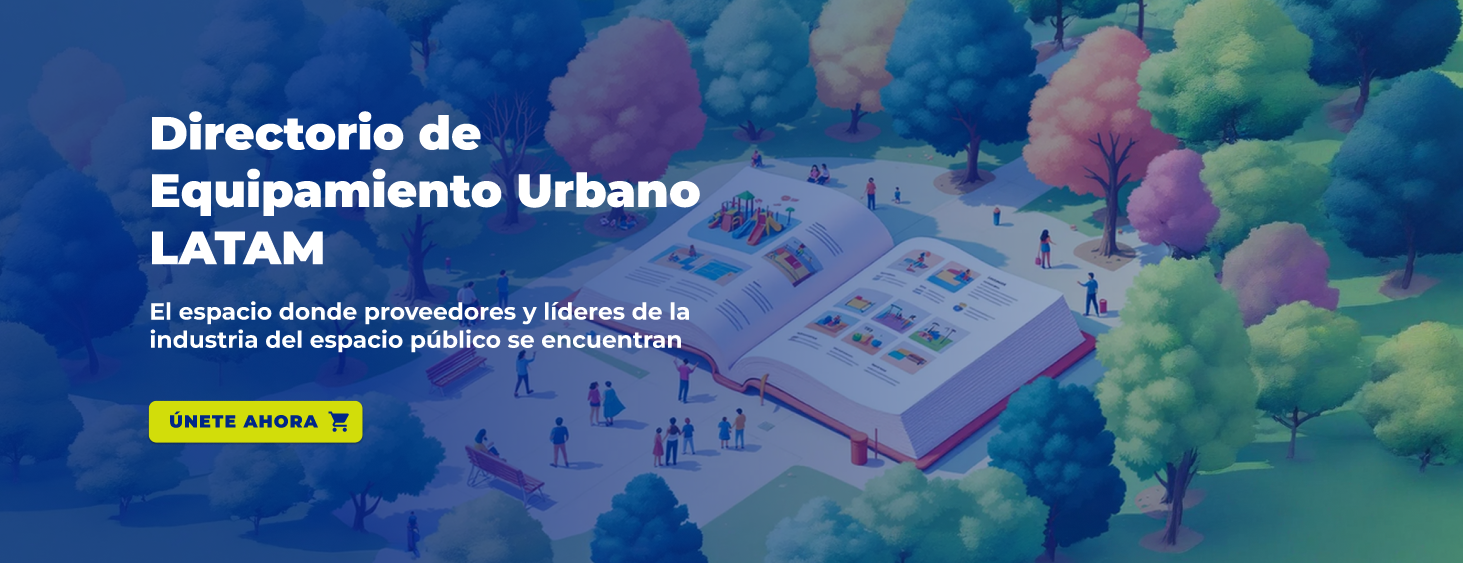 Directorio de
Equipamiento Urbano
LATAM
El espacio donde proveedores y líderes de la
industria del espacio público se encuentran
ÚNETE AHORA